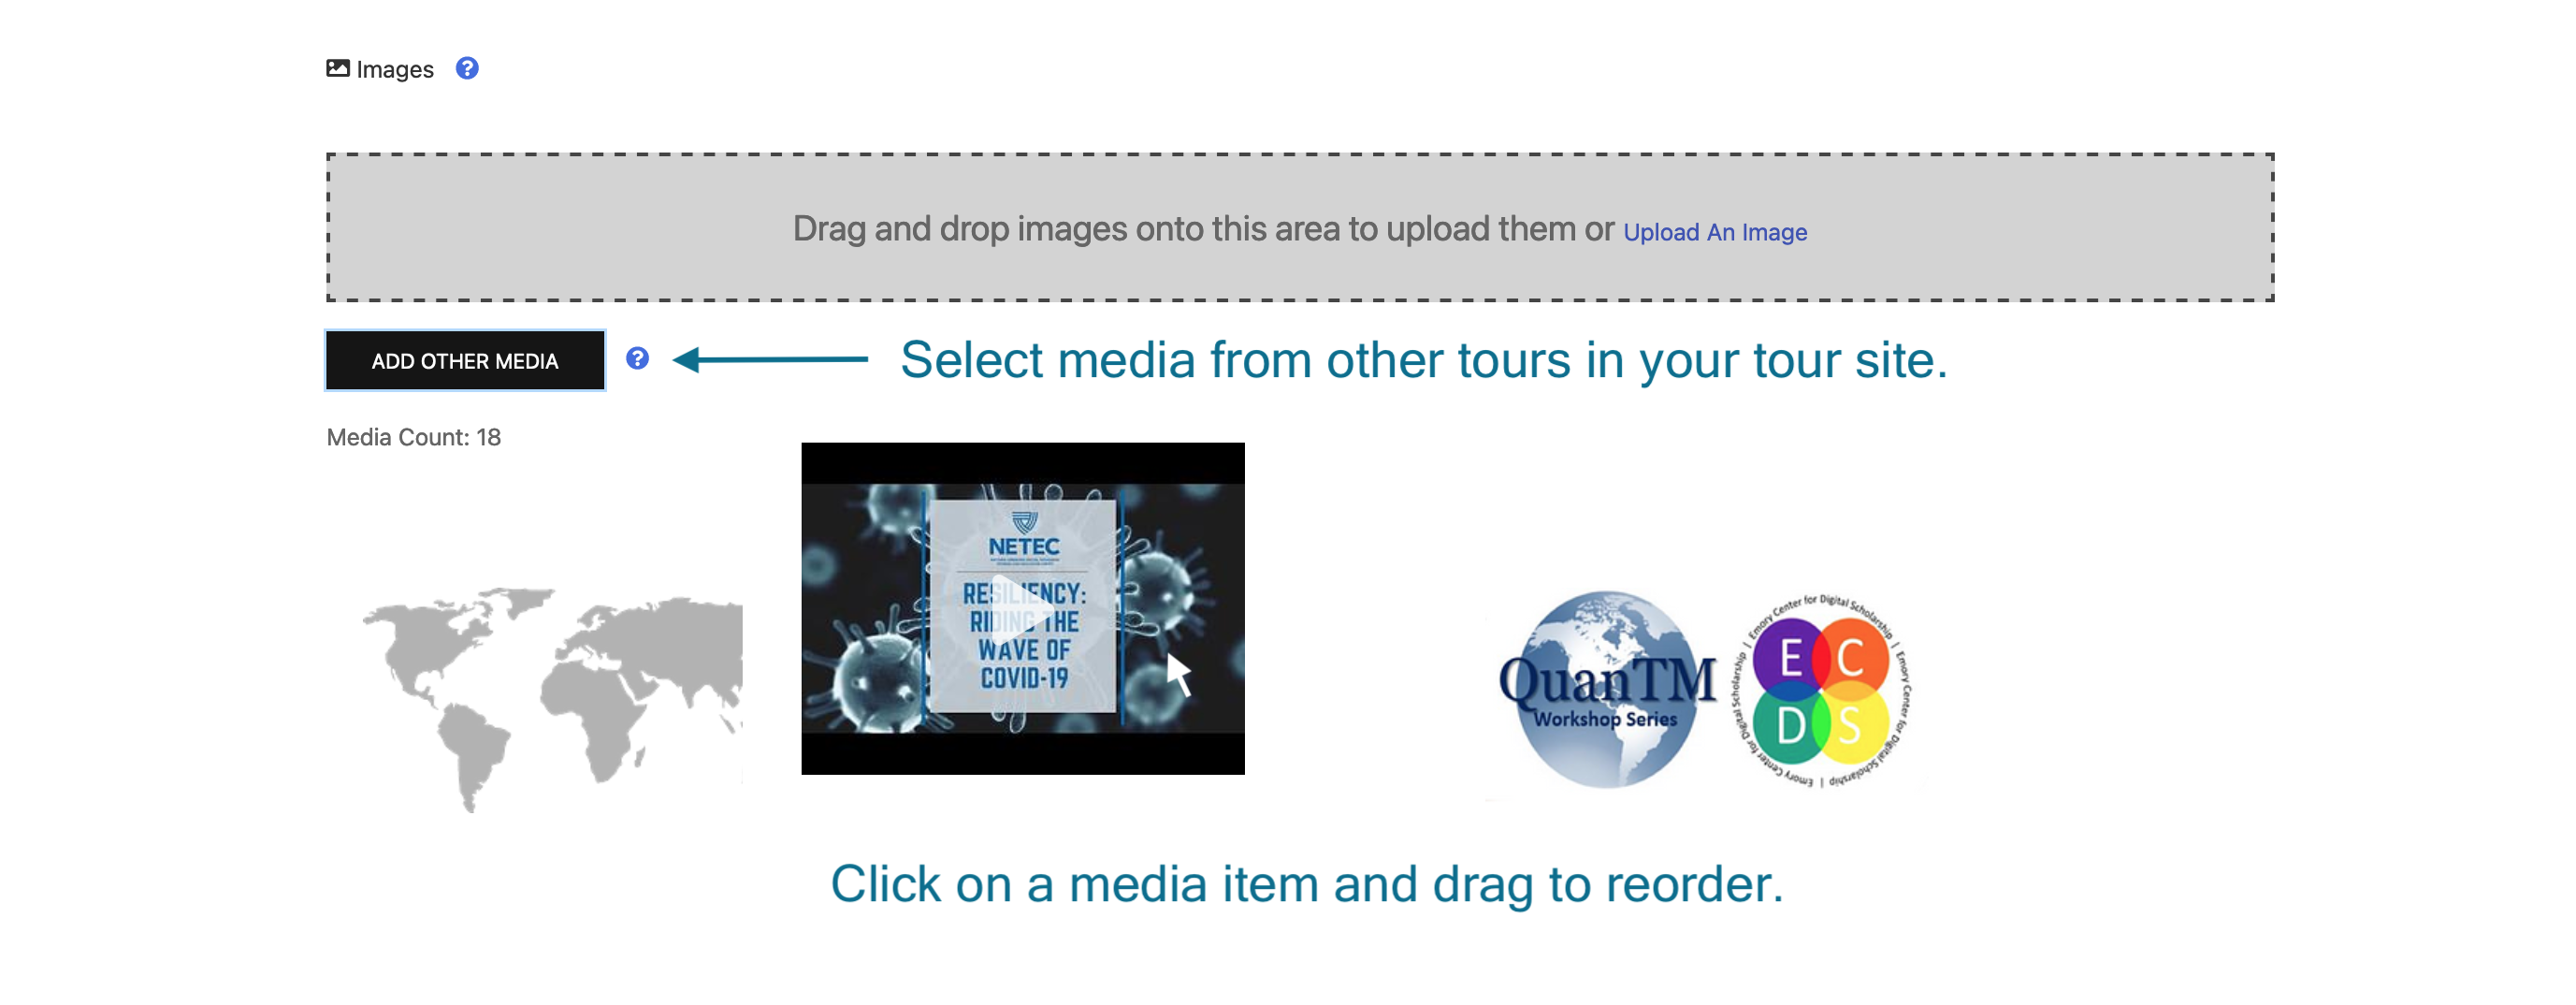 Images
Drag and drop images onto this area to upload them or Upload An Image
ADD OTHER MEDIA
Select media from other tours in your tour site.
Media Count: 18
NETEC
RESILIENCY:
RIDING THE
WAVE OF
COVID-19
QuanTM
Workshop Series
E C
D S
Emory Center for Digital Scholarship | Emory Center for Digital Scholarship | Emory Center for Digital Scholarship |
Click on a media item and drag to reorder.